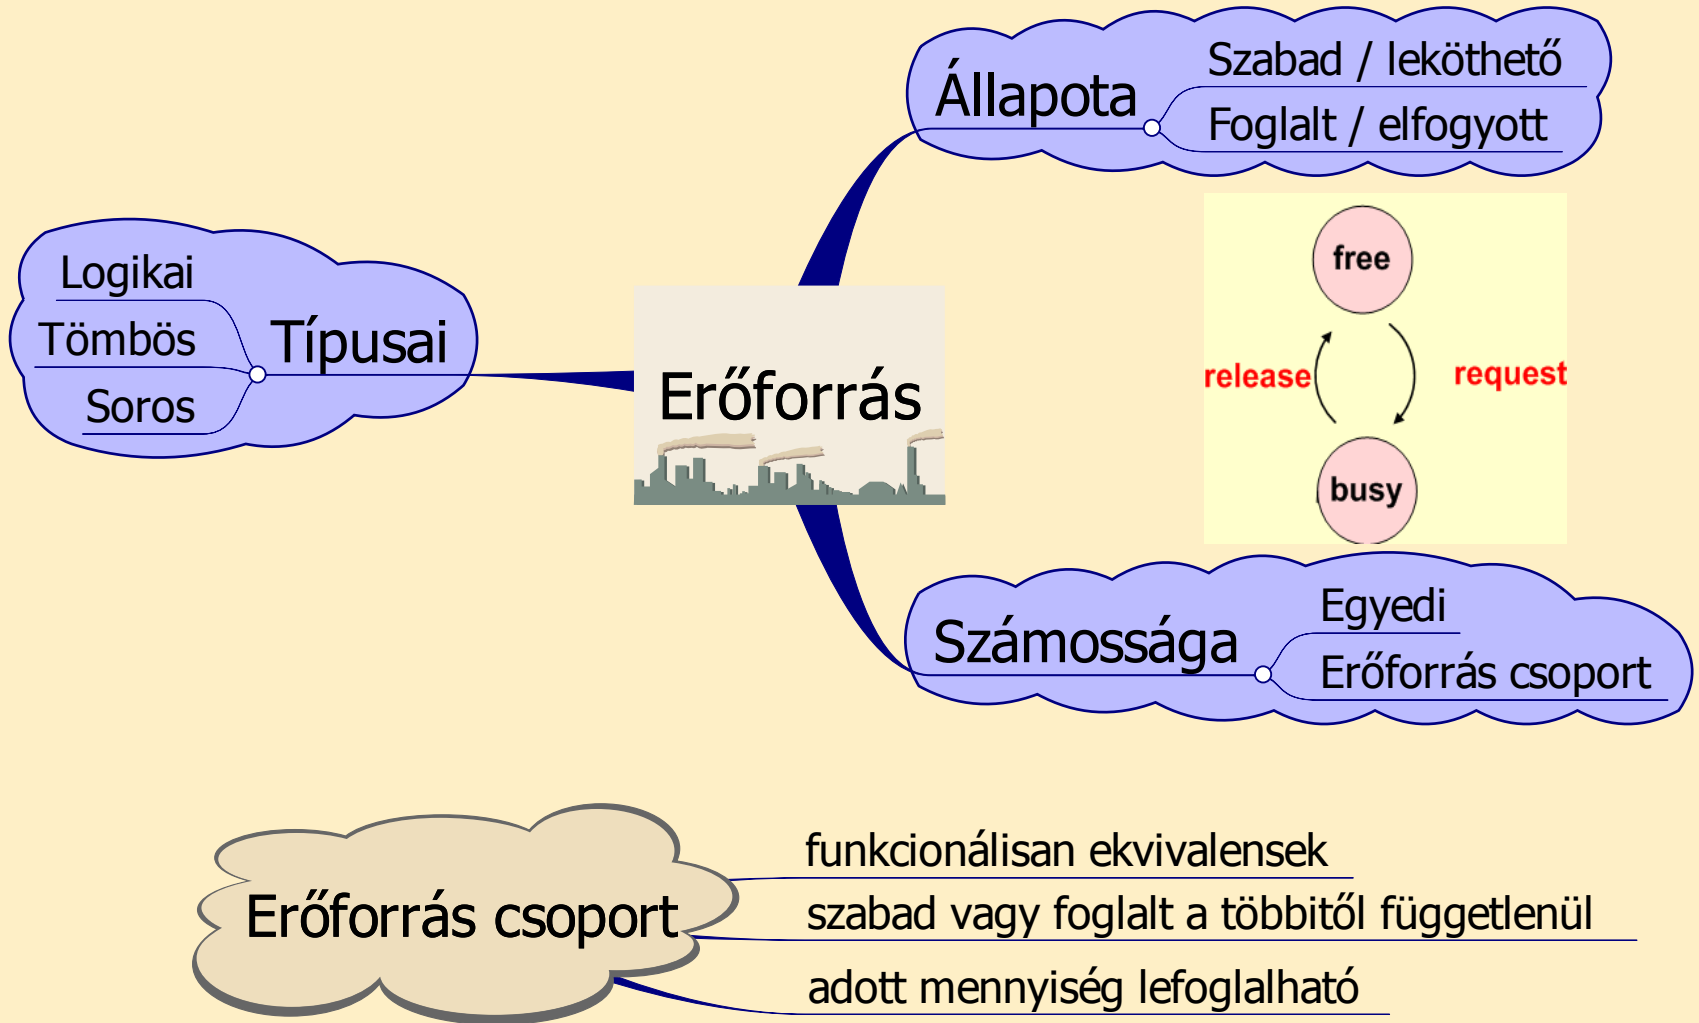 Állapota
Szabad / leköthető
Foglalt / elfogyott
Típusai
Logikai
Tömbös
Soros
Erőforrás
free
release
request
busy
Számossága
Egyedi
Erőforrás csoport
Erőforrás csoport
funkcionálisan ekvivalensek
szabad vagy foglalt a többitől függetlenül
adott mennyiség lefoglalható